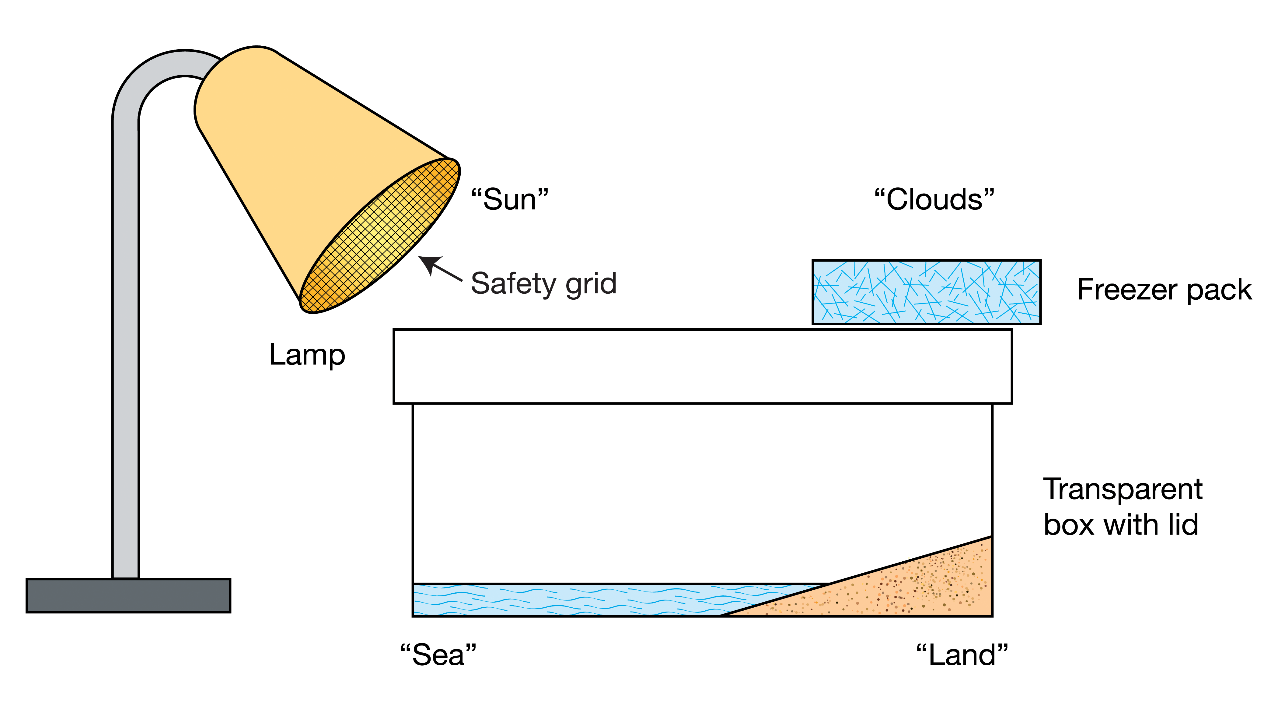 “Sun”
“Clouds”
Safety grid
Freezer pack
Lamp
Transparent
box with lid
“Sea”
“Land”